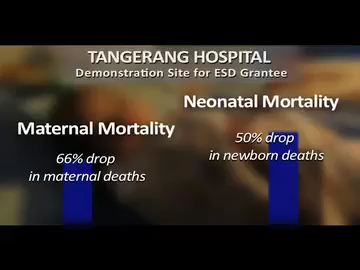 TANGERANG HOSPITAL
Demonstration Site for ESD Grantee
Maternal Mortality
66% drop
in maternal deaths
Neonatal Mortality
50% drop
in newborn deaths